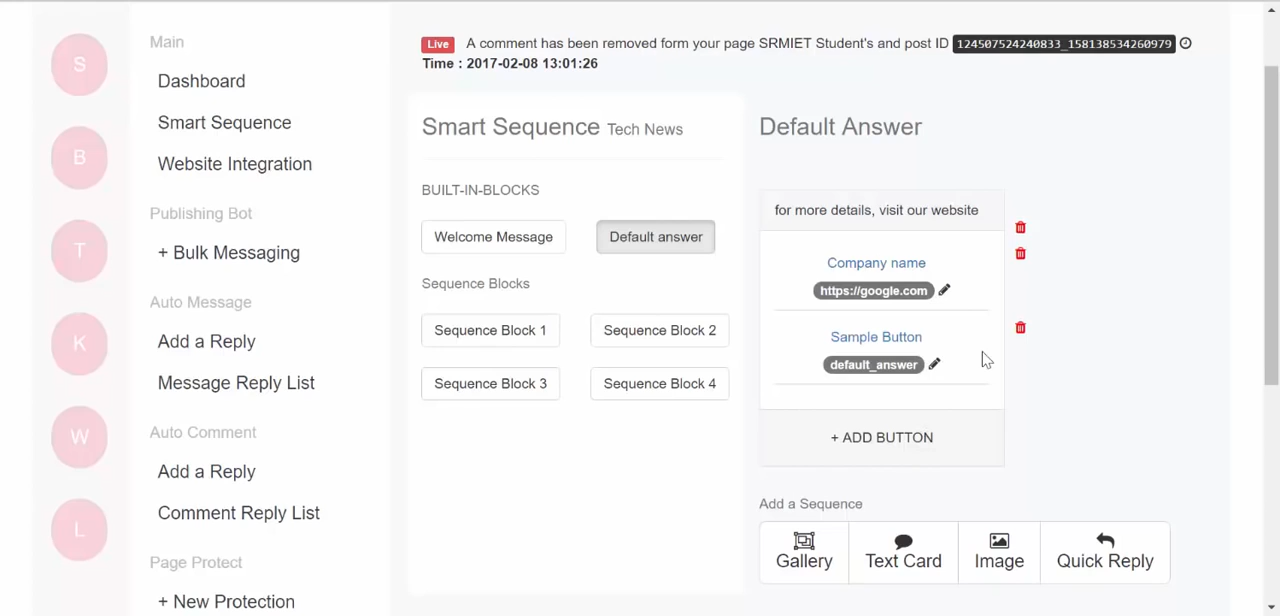 S
B
T
K
W
L
Main
Dashboard
Smart Sequence
Website Integration
Publishing Bot
+ Bulk Messaging
Auto Message
Add a Reply
Message Reply List
Auto Comment
Add a Reply
Comment Reply List
Page Protect
+ New Protection
Live A comment has been removed form your page SRMIET Student's and post ID 124507524240833_158138534260979
Time : 2017-02-08 13:01:26
Smart Sequence Tech News
BUILT-IN-BLOCKS
Welcome Message Default answer
Sequence Blocks
Sequence Block 1 Sequence Block 2
Sequence Block 3 Sequence Block 4
Default Answer
for more details, visit our website
Company name
https://google.com
Sample Button
default_answer
+ ADD BUTTON
Add a Sequence
Gallery Text Card Image Quick Reply